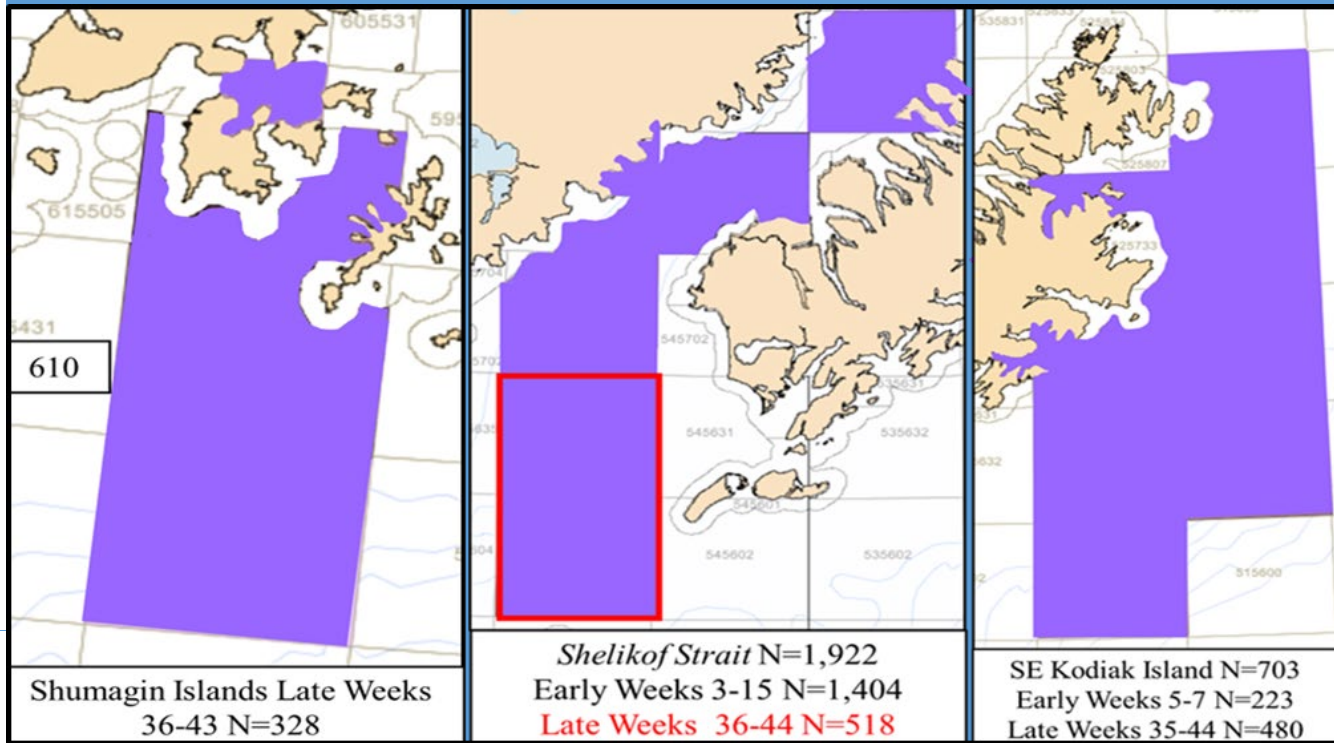 605531
615505
610
Shumagin Islands Late Weeks
36-43 N=328
545702
545631
535631
535632
545601
545602
535602
Shelikof Strait N=1,922
Early Weeks 3-15 N=1,404
Late Weeks 36-44 N=518
535831
525803
525807
525733
515600
SE Kodiak Island N=703
Early Weeks 5-7 N=223
Late Weeks 35-44 N=480